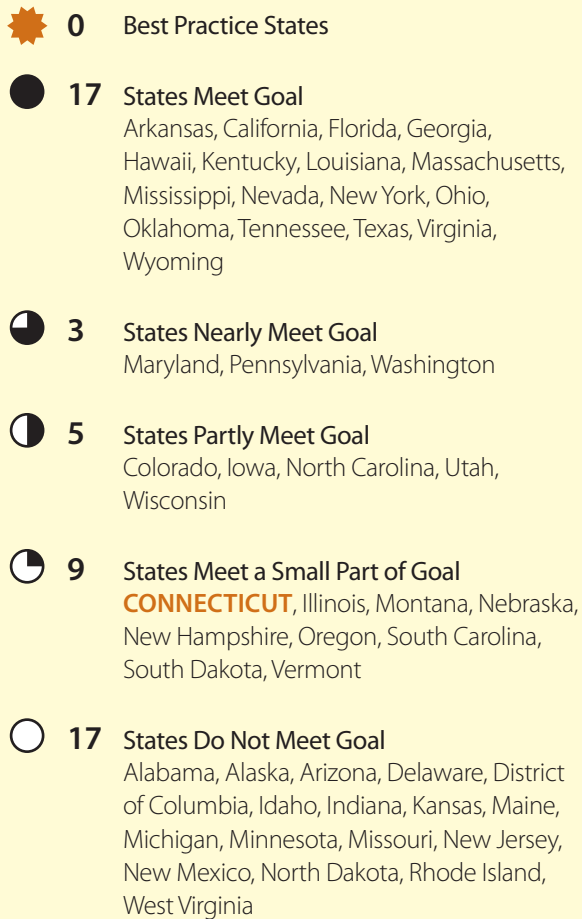 0 Best Practice States
17 States Meet Goal
Arkansas, California, Florida, Georgia,
Hawaii, Kentucky, Louisiana, Massachusetts,
Mississippi, Nevada, New York, Ohio,
Oklahoma, Tennessee, Texas, Virginia,
Wyoming
3 States Nearly Meet Goal
Maryland, Pennsylvania, Washington
5 States Partly Meet Goal
Colorado, Iowa, North Carolina, Utah,
Wisconsin
9 States Meet a Small Part of Goal
CONNECTICUT, Illinois, Montana, Nebraska,
New Hampshire, Oregon, South Carolina,
South Dakota, Vermont
17 States Do Not Meet Goal
Alabama, Alaska, Arizona, Delaware, District
of Columbia, Idaho, Indiana, Kansas, Maine,
Michigan, Minnesota, Missouri, New Jersey,
New Mexico, North Dakota, Rhode Island,
West Virginia